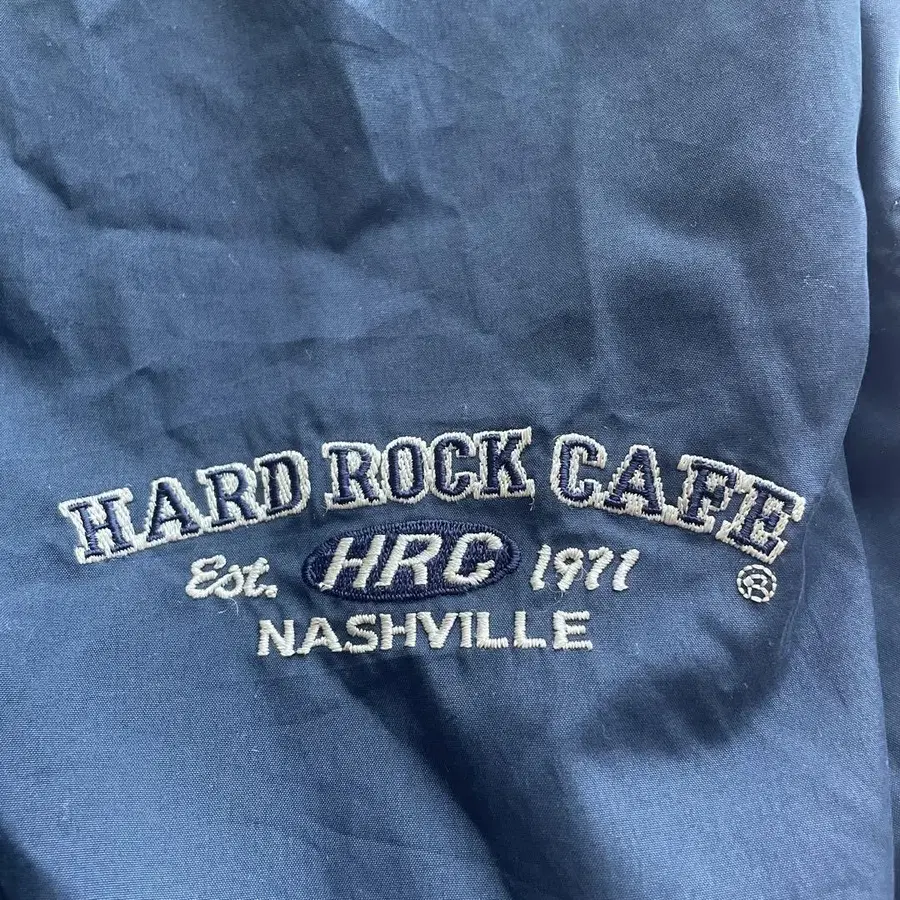 HARD ROCK CAFE
Est. HRC 1971 ®
NASHVILLE